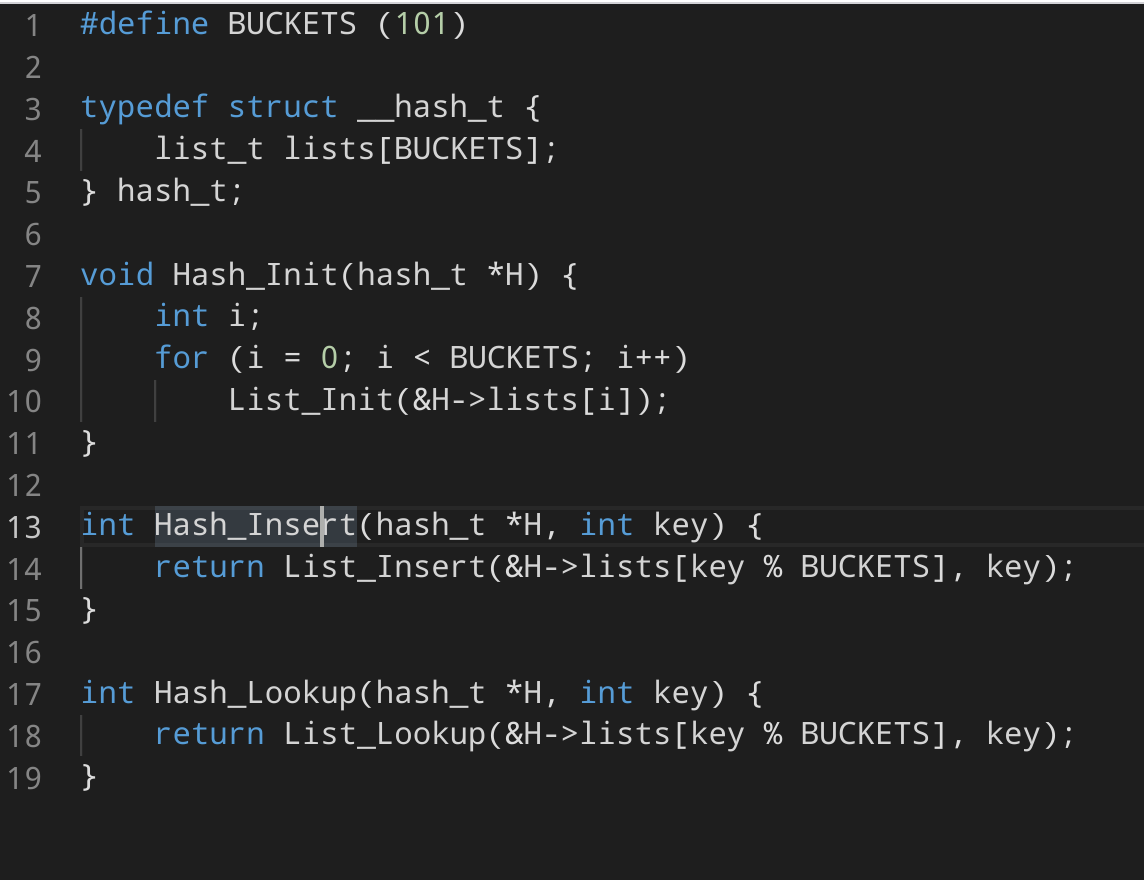 1 #define BUCKETS (101)
2
3 typedef struct __hash_t {
4     list_t lists[BUCKETS];
5 } hash_t;
6
7 void Hash_Init(hash_t *H) {
8     int i;
9     for (i = 0; i < BUCKETS; i++)
10         List_Init(&H->lists[i]);
11 }
12
13 int Hash_Insert(hash_t *H, int key) {
14     return List_Insert(&H->lists[key % BUCKETS], key);
15 }
16
17 int Hash_Lookup(hash_t *H, int key) {
18     return List_Lookup(&H->lists[key % BUCKETS], key);
19 }